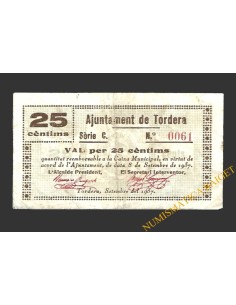 25
cèntims
Ajuntament de Tordera
Sèrie C. N.º 0061
VAL per 25 cèntims
quantitat reemborsable a la Caixa Municipal, en virtut de
acord de l'Ajuntament, de data 8 de Setembre de 1937.
L'Alcalde President, El Secretari Interventor,
Tordera, Setembre del 1937.